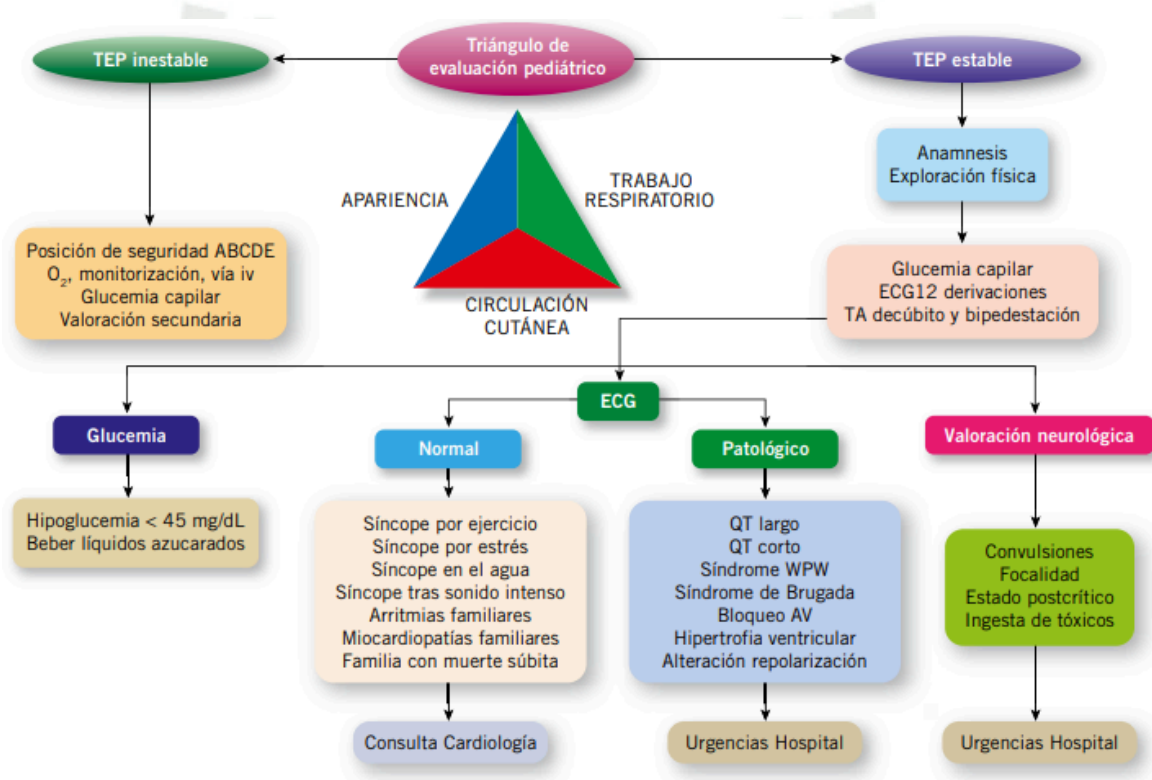 TEP inestable
Triángulo de
evaluación pediátrico
TEP estable
APARIENCIA
TRABAJO
RESPIRATORIO
CIRCULACIÓN
CUTÁNEA
Anamnesis
Exploración física
Posición de seguridad ABCDE
O₂, monitorización, vía iv
Glucemia capilar
Valoración secundaria
Glucemia capilar
ECG12 derivaciones
TA decúbito y bipedestación
ECG
Glucemia
Normal
Patológico
Valoración neurológica
Hipoglucemia < 45 mg/dL
Beber líquidos azucarados
Síncope por ejercicio
Síncope por estrés
Síncope en el agua
Síncope tras sonido intenso
Arritmias familiares
Miocardiopatías familiares
Familia con muerte súbita
QT largo
QT corto
Síndrome WPW
Síndrome de Brugada
Bloqueo AV
Hipertrofia ventricular
Alteración repolarización
Convulsiones
Focalidad
Estado postcrítico
Ingesta de tóxicos
Consulta Cardiología
Urgencias Hospital
Urgencias Hospital